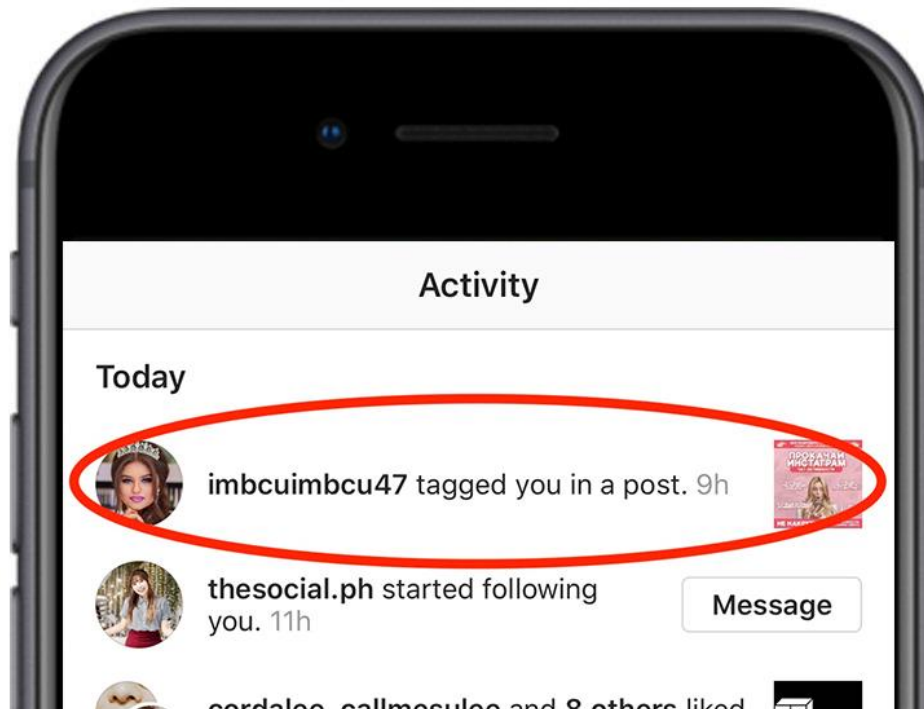 Activity
Today
imbcuimbcu47 tagged you in a post. 9h
ПРОКАЧАЙ
ИНСТАГРАМ
thesocial.ph started following
you. 11h
Message
and 8 others liked